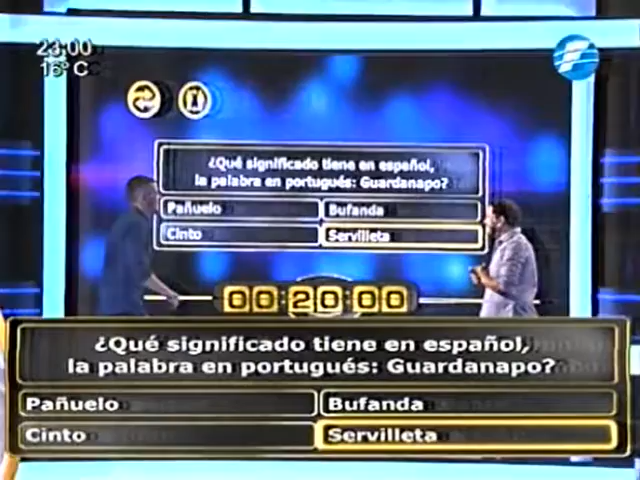 23:00
16°C
¿Qué significado tiene en español,
la palabra en portugués: Guardanapo?
Pañuelo
Bufanda
Cinto
Servilleta
00:20:00
¿Qué significado tiene en español,
la palabra en portugués: Guardanapo?
Pañuelo
Bufanda
Cinto
Servilleta